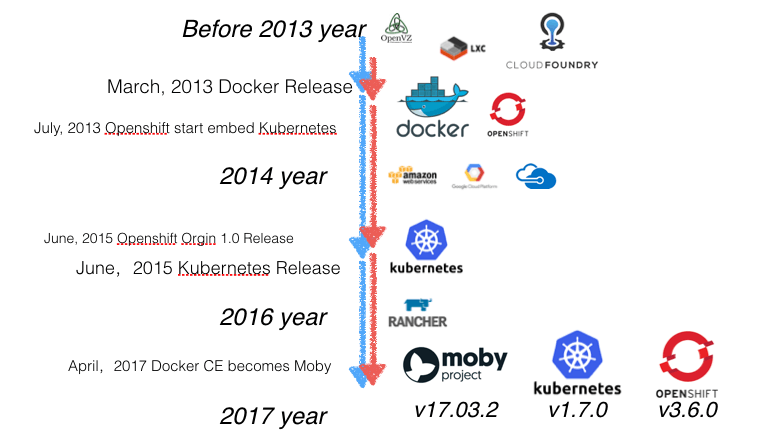 Before 2013 year
OpenVZ
LXC
CLOUDFOUNDRY
March, 2013 Docker Release
docker
OPENSHIFT
July, 2013 Openshift start embed Kubernetes
2014 year
amazon
webservices
Google Cloud Platform
June, 2015 Openshift Orgin 1.0 Release
June, 2015 Kubernetes Release
kubernetes
2016 year
RANCHER
April, 2017 Docker CE becomes Moby
moby
project
kubernetes
OPENSHIFT
2017 year
v17.03.2
v1.7.0
v3.6.0